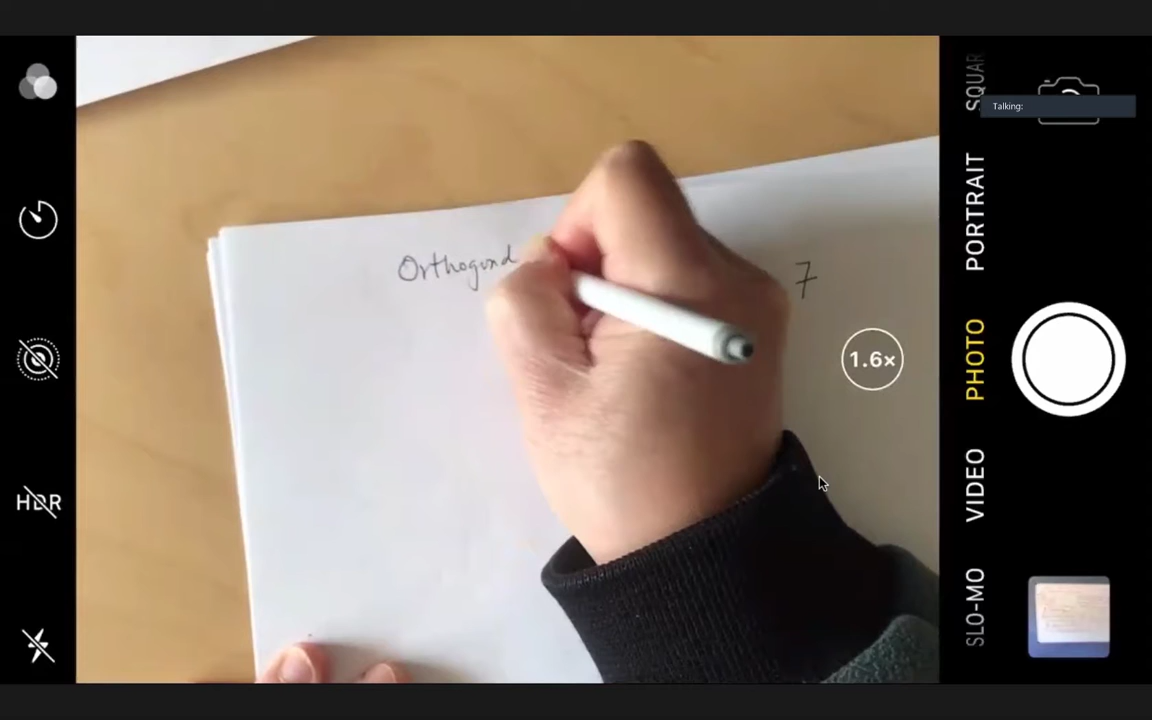 SQUAR
Talking:
PORTRAIT
Orthogonal
7
1.6×
PHOTO
VIDEO
HDR
SLO-MO